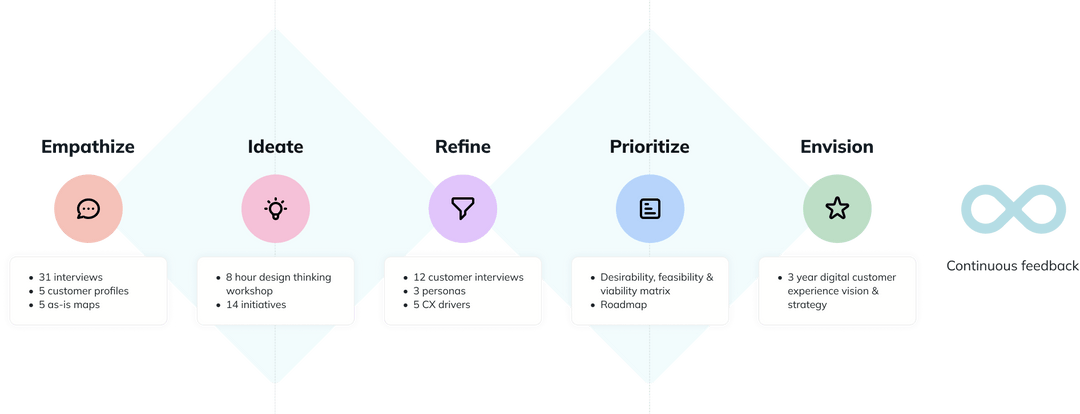 Empathize
Ideate
Refine
Prioritize
Envision
• 31 interviews
• 5 customer profiles
• 5 as-is maps
• 8 hour design thinking
workshop
• 14 initiatives
• 12 customer interviews
• 3 personas
• 5 CX drivers
• Desirability, feasibility &
viability matrix
• Roadmap
• 3 year digital customer
experience vision &
strategy
Continuous feedback